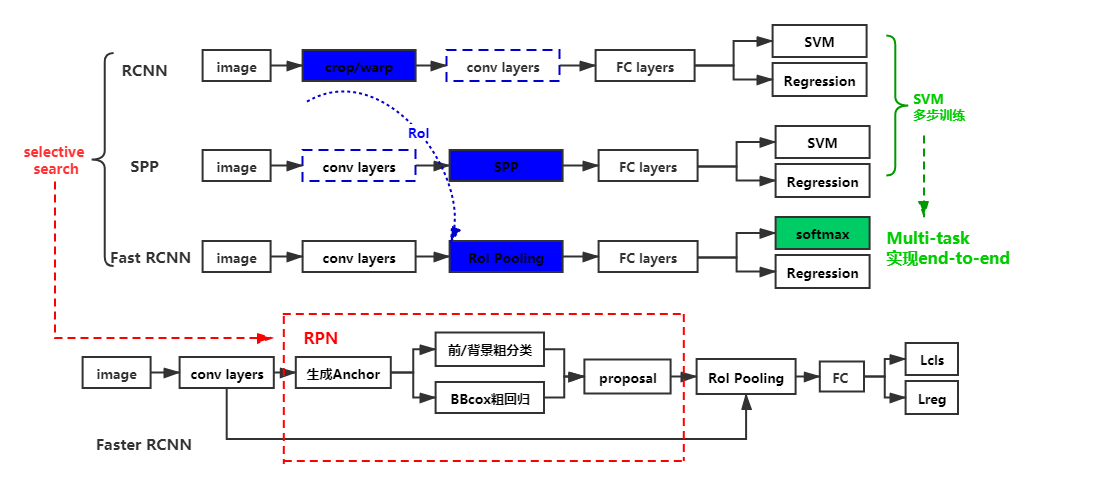 RCNN
image
crop/warp
conv layers
FC layers
SVM
Regression
SVM
多步训练
RoI
selective
search
SPP
image
conv layers
SPP
FC layers
SVM
Regression
Fast RCNN
image
conv layers
RoI Pooling
FC layers
softmax
Regression
Multi-task
实现end-to-end
RPN
image
conv layers
生成Anchor
前/背景粗分类
BBcox粗回归
proposal
RoI Pooling
FC
Lcls
Lreg
Faster RCNN